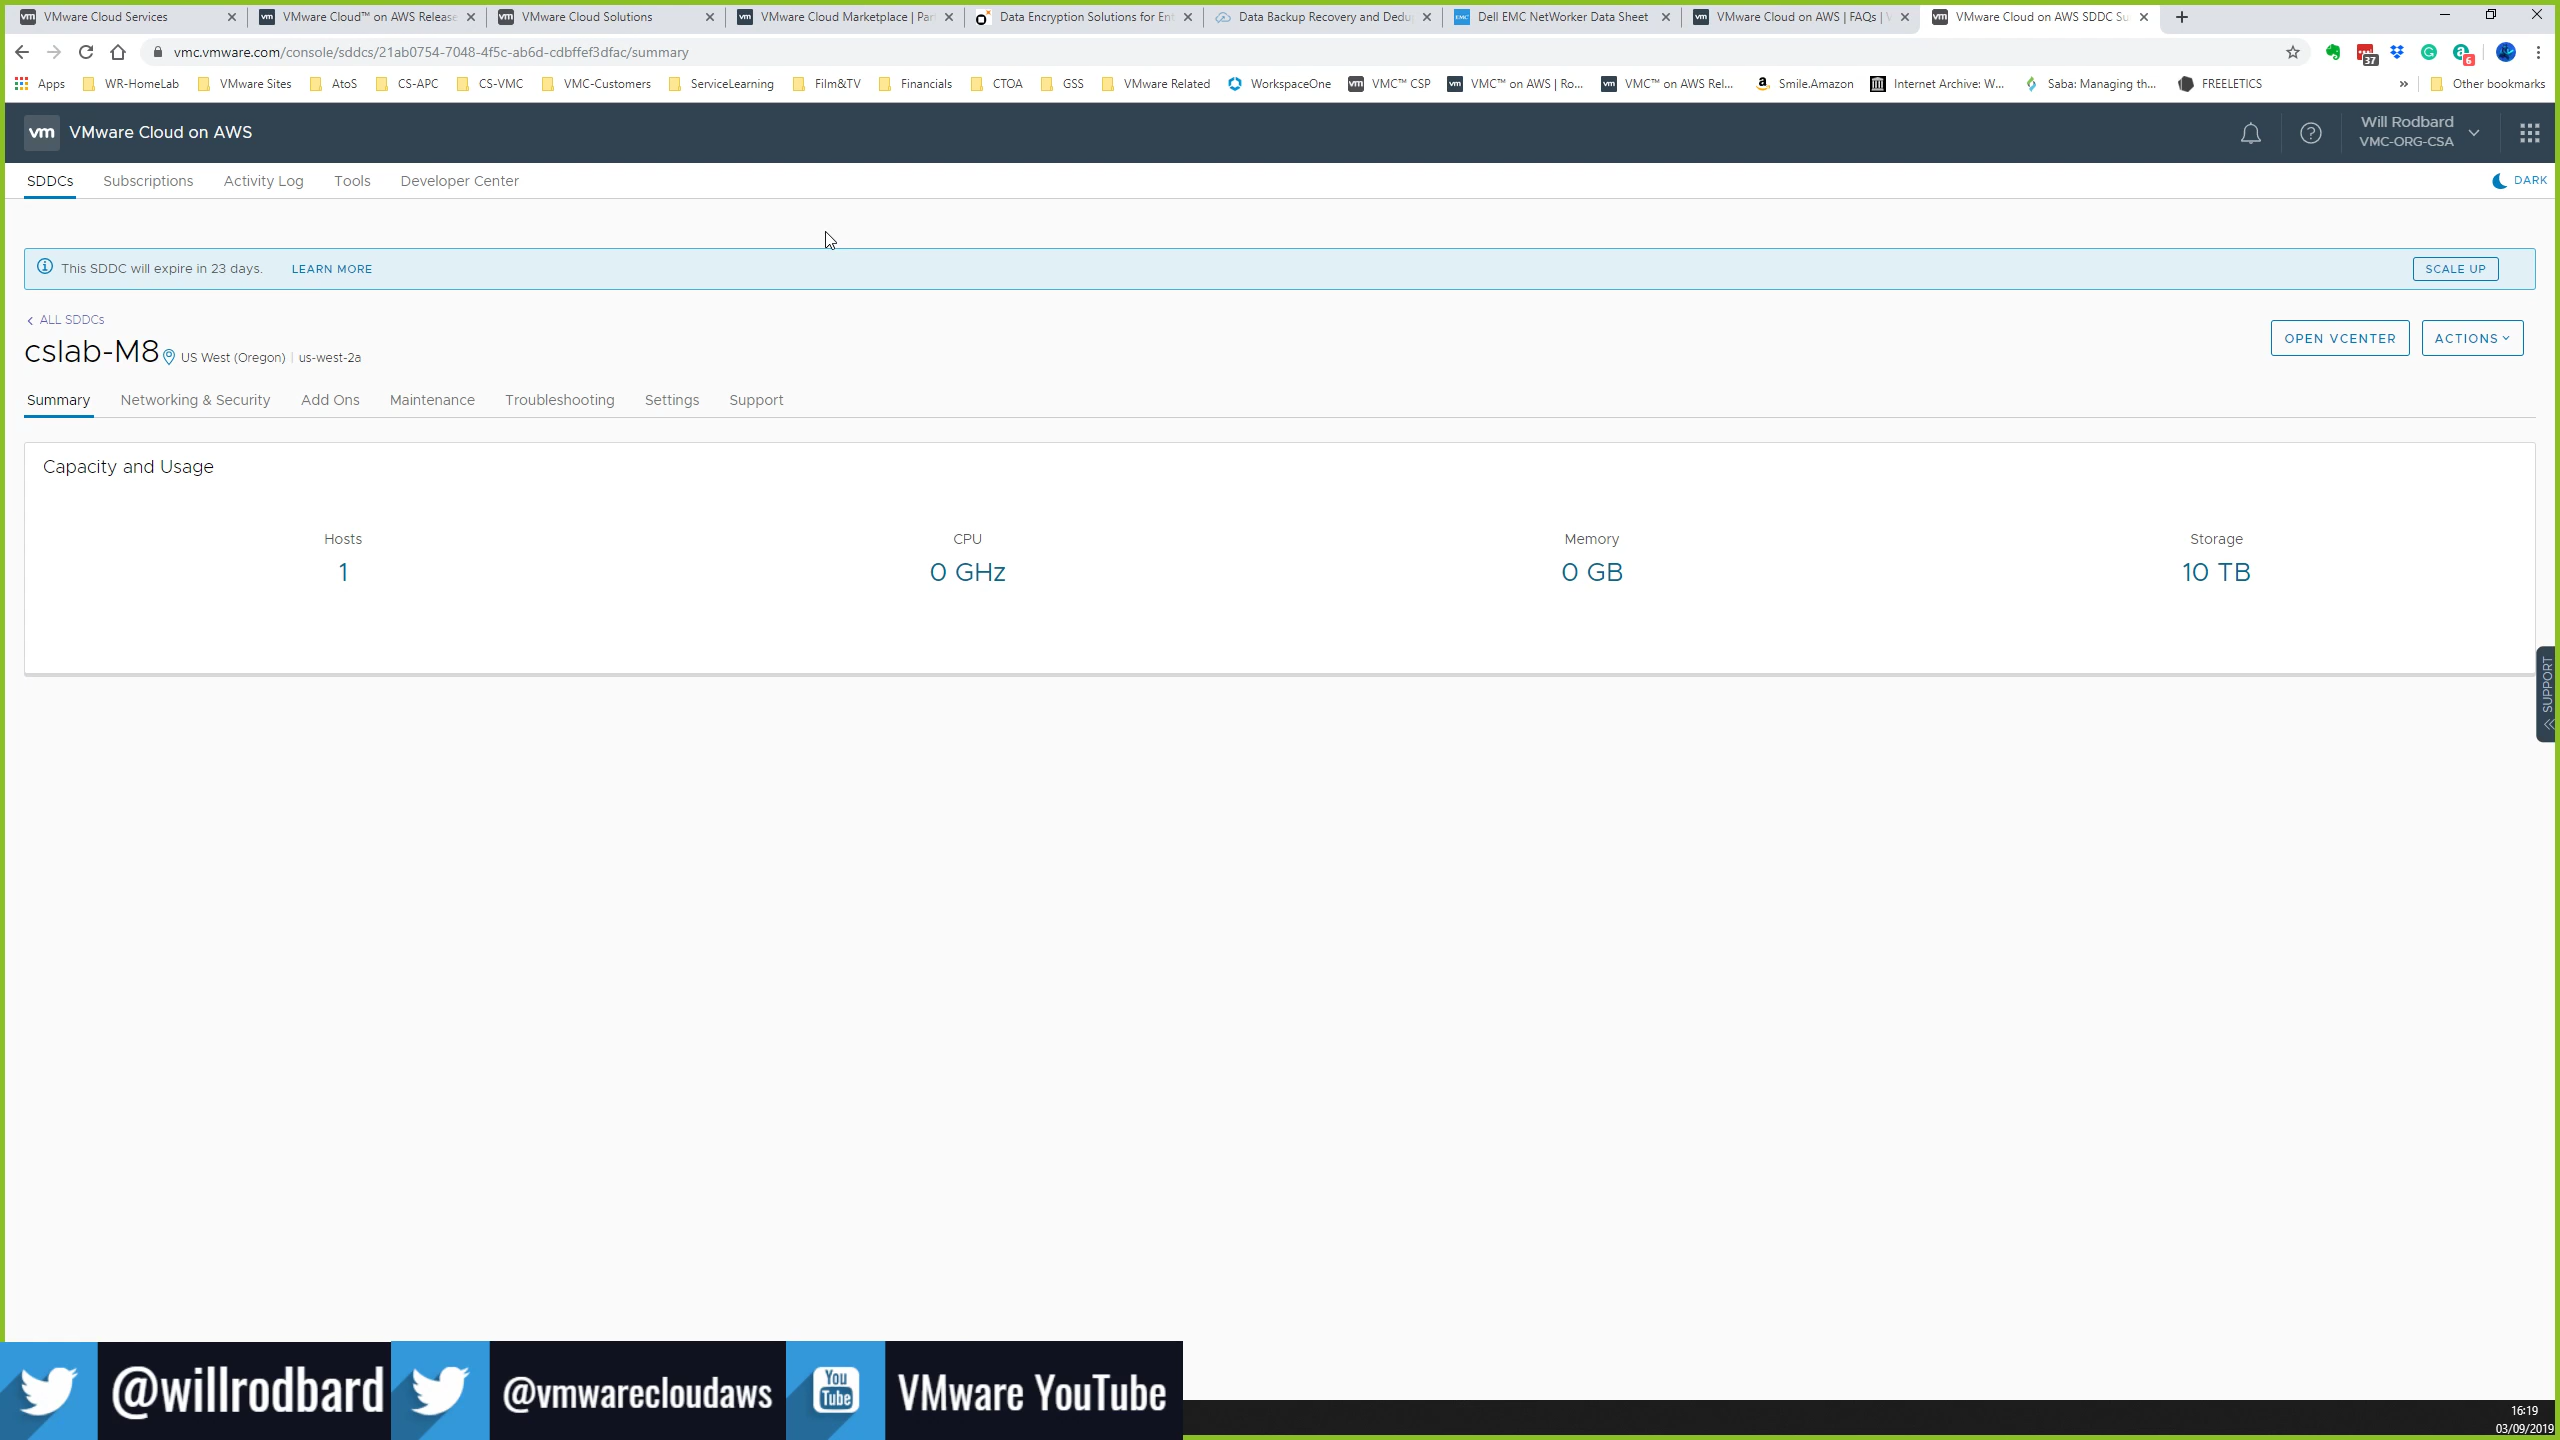 VMware Cloud Services
VMware Cloud™ on AWS Release
VMware Cloud Solutions
VMware Cloud Marketplace | Par
Data Encryption Solutions for Ent
Data Backup Recovery and Dedu
EMC
Dell EMC NetWorker Data Sheet
VMware Cloud on AWS | FAQs |
VMware Cloud on AWS SDDC Su
vmc.vmware.com/console/sddcs/21ab0754-7048-4f5c-ab6d-cdbffef3dfac/summary
37
6
Apps
WR-HomeLab
VMware Sites
AtoS
CS-APC
CS-VMC
VMC-Customers
ServiceLearning
Film&TV
Financials
CTOA
GSS
VMware Related
WorkspaceOne
VMC™ CSP
VMC™ on AWS | Ro...
VMC™ on AWS Rel...
Smile.Amazon
Internet Archive: W...
Saba: Managing th...
FREELETICS
Other bookmarks
vm VMware Cloud on AWS
Will Rodbard
VMC-ORG-CSA
SDDCs Subscriptions Activity Log Tools Developer Center
DARK
This SDDC will expire in 23 days. LEARN MORE
SCALE UP
ALL SDDCs
cslab-M8 US West (Oregon) | us-west-2a
OPEN VCENTER
ACTIONS
Summary Networking & Security Add Ons Maintenance Troubleshooting Settings Support
Capacity and Usage
Hosts
1
CPU
0 GHz
Memory
0 GB
Storage
10 TB
SUPPORT
@willrodbard
@vmwarecloudaws
You Tube
VMware YouTube
16:19
03/09/2019